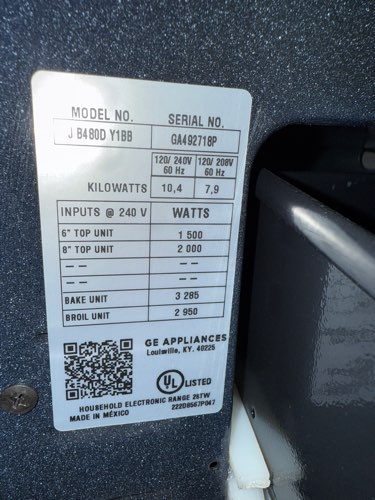 MODEL NO. SERIAL NO.
J B480D Y1BB GA492718P
120/ 240V 120/ 208V
60 Hz 60 Hz
KILOWATTS 10,4 7,9
INPUTS @ 240 V WATTS
6" TOP UNIT 1 500
8" TOP UNIT 2 000
-- --
-- --
BAKE UNIT 3 285
BROIL UNIT 2 950
GE APPLIANCES
Louisville, KY. 40225
UL LISTED
HOUSEHOLD ELECTRONIC RANGE 25TW
MADE IN MÉXICO 222D8567P047